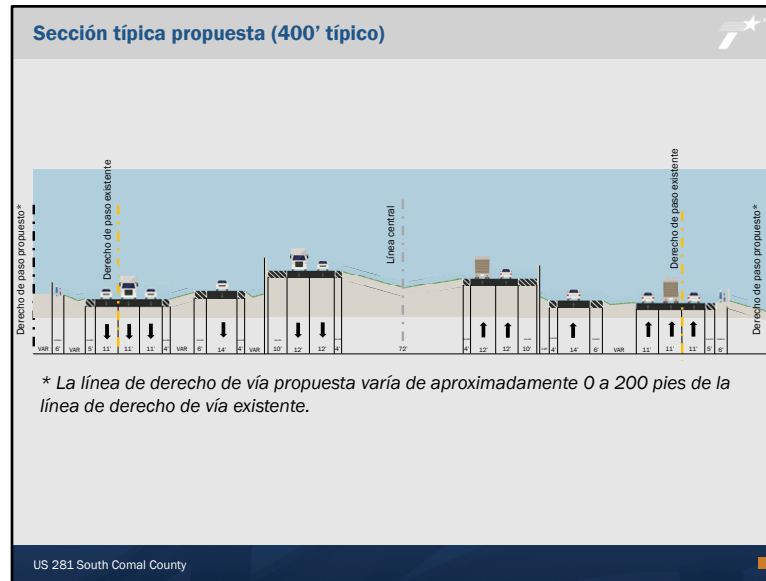 Sección típica propuesta (400’ típico)
Derecho de paso propuesto*
Derecho de paso existente
Línea central
Derecho de paso existente
Derecho de paso propuesto*
VAR 6' 5' 11' 11' 11' 4' VAR 6' 14' 4' VAR 10' 12' 12' 4' 72' 4' 12' 12' 10' 4' 14' 6' VAR 11' 11' 11' 5' 6'
* La línea de derecho de vía propuesta varía de aproximadamente 0 a 200 pies de la
línea de derecho de vía existente.
US 281 South Comal County